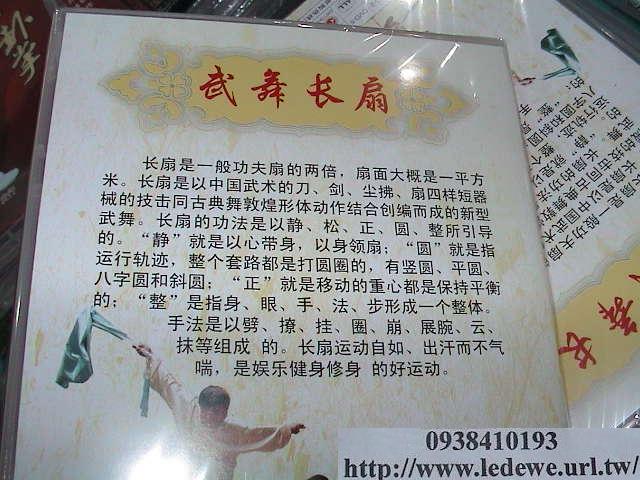 武舞长扇
长扇是一般功夫扇的两倍，扇面大概是一平方
米。长扇是以中国武术的刀、剑、尘拂、扇四样短器
械的技击同古典舞敦煌形体动作结合创编而成的新型
武舞。长扇的功法是以静、松、正、圆、整所引导
的。“静”就是以心带身，以身领扇；“圆”就是指
运行轨迹，整个套路都是打圆圈的，有竖圆、平圆、
八字圆和斜圆；“正”就是移动的重心都是保持平衡
的；“整”是指身、眼、手、法、步形成一个整体。
手法是以劈、撩、挂、圈、崩、展腕、云、
抹等组成 的。长扇运动自如、出汗而不气
喘，是娱乐健身修身 的好运动。
0938410193
http://www.ledewe.url.tw/